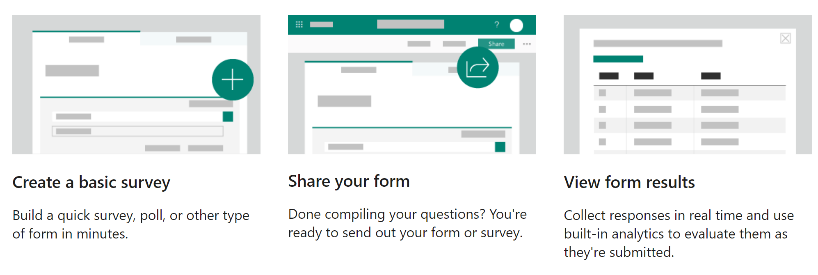 ?
Share
Create a basic survey
Build a quick survey, poll, or other type
of form in minutes.
Share your form
Done compiling your questions? You're
ready to send out your form or survey.
View form results
Collect responses in real time and use
built-in analytics to evaluate them as
they're submitted.